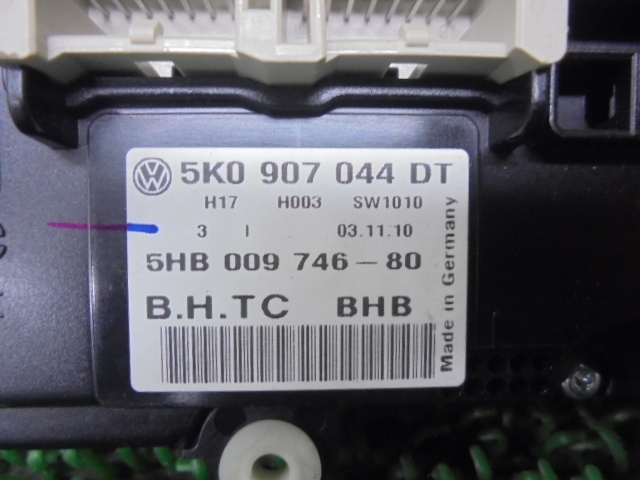 5K0 907 044 DT
H17 H003 SW1010
3 I 03.11.10
5HB 009 746-80
B.H.TC BHB
Made in Germany